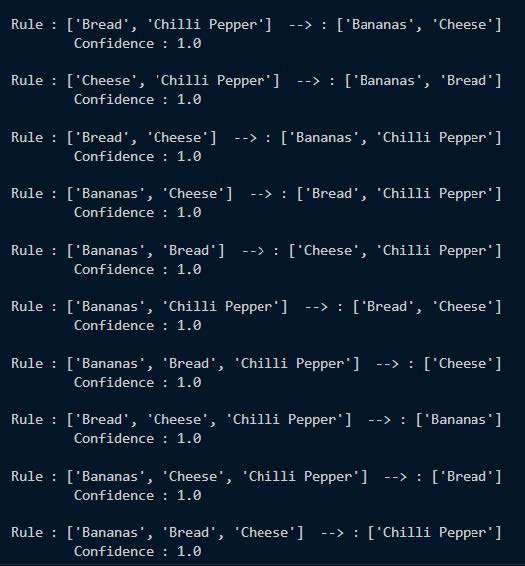 Rule : ['Bread', 'Chilli Pepper']  --> : ['Bananas', 'Cheese']
Confidence : 1.0
Rule : ['Cheese', 'Chilli Pepper']  --> : ['Bananas', 'Bread']
Confidence : 1.0
Rule : ['Bread', 'Cheese']  --> : ['Bananas', 'Chilli Pepper']
Confidence : 1.0
Rule : ['Bananas', 'Cheese']  --> : ['Bread', 'Chilli Pepper']
Confidence : 1.0
Rule : ['Bananas', 'Bread']  --> : ['Cheese', 'Chilli Pepper']
Confidence : 1.0
Rule : ['Bananas', 'Chilli Pepper']  --> : ['Bread', 'Cheese']
Confidence : 1.0
Rule : ['Bananas', 'Bread', 'Chilli Pepper']  --> : ['Cheese']
Confidence : 1.0
Rule : ['Bread', 'Cheese', 'Chilli Pepper']  --> : ['Bananas']
Confidence : 1.0
Rule : ['Bananas', 'Cheese', 'Chilli Pepper']  --> : ['Bread']
Confidence : 1.0
Rule : ['Bananas', 'Bread', 'Cheese']  --> : ['Chilli Pepper']
Confidence : 1.0